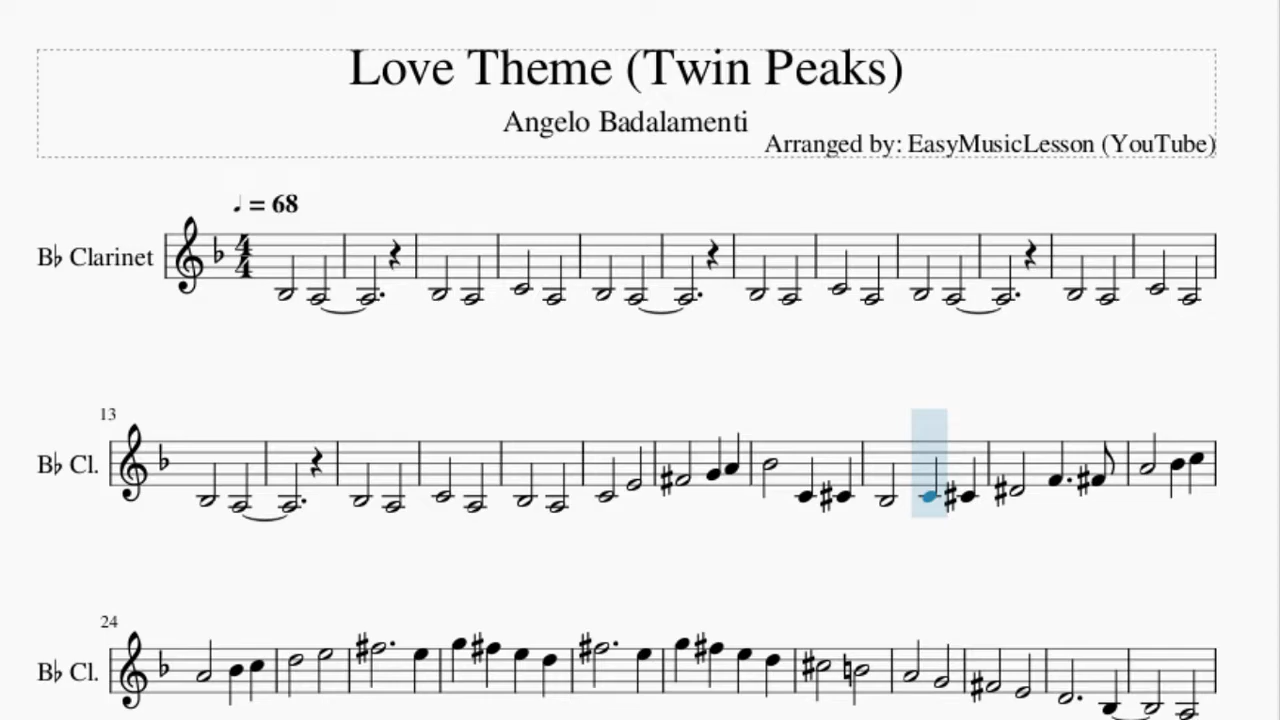 Love Theme (Twin Peaks)
Angelo Badalamenti
Arranged by: EasyMusicLesson (YouTube)
♩ = 68
B♭ Clarinet
4
4
13
B♭ Cl.
24
B♭ Cl.